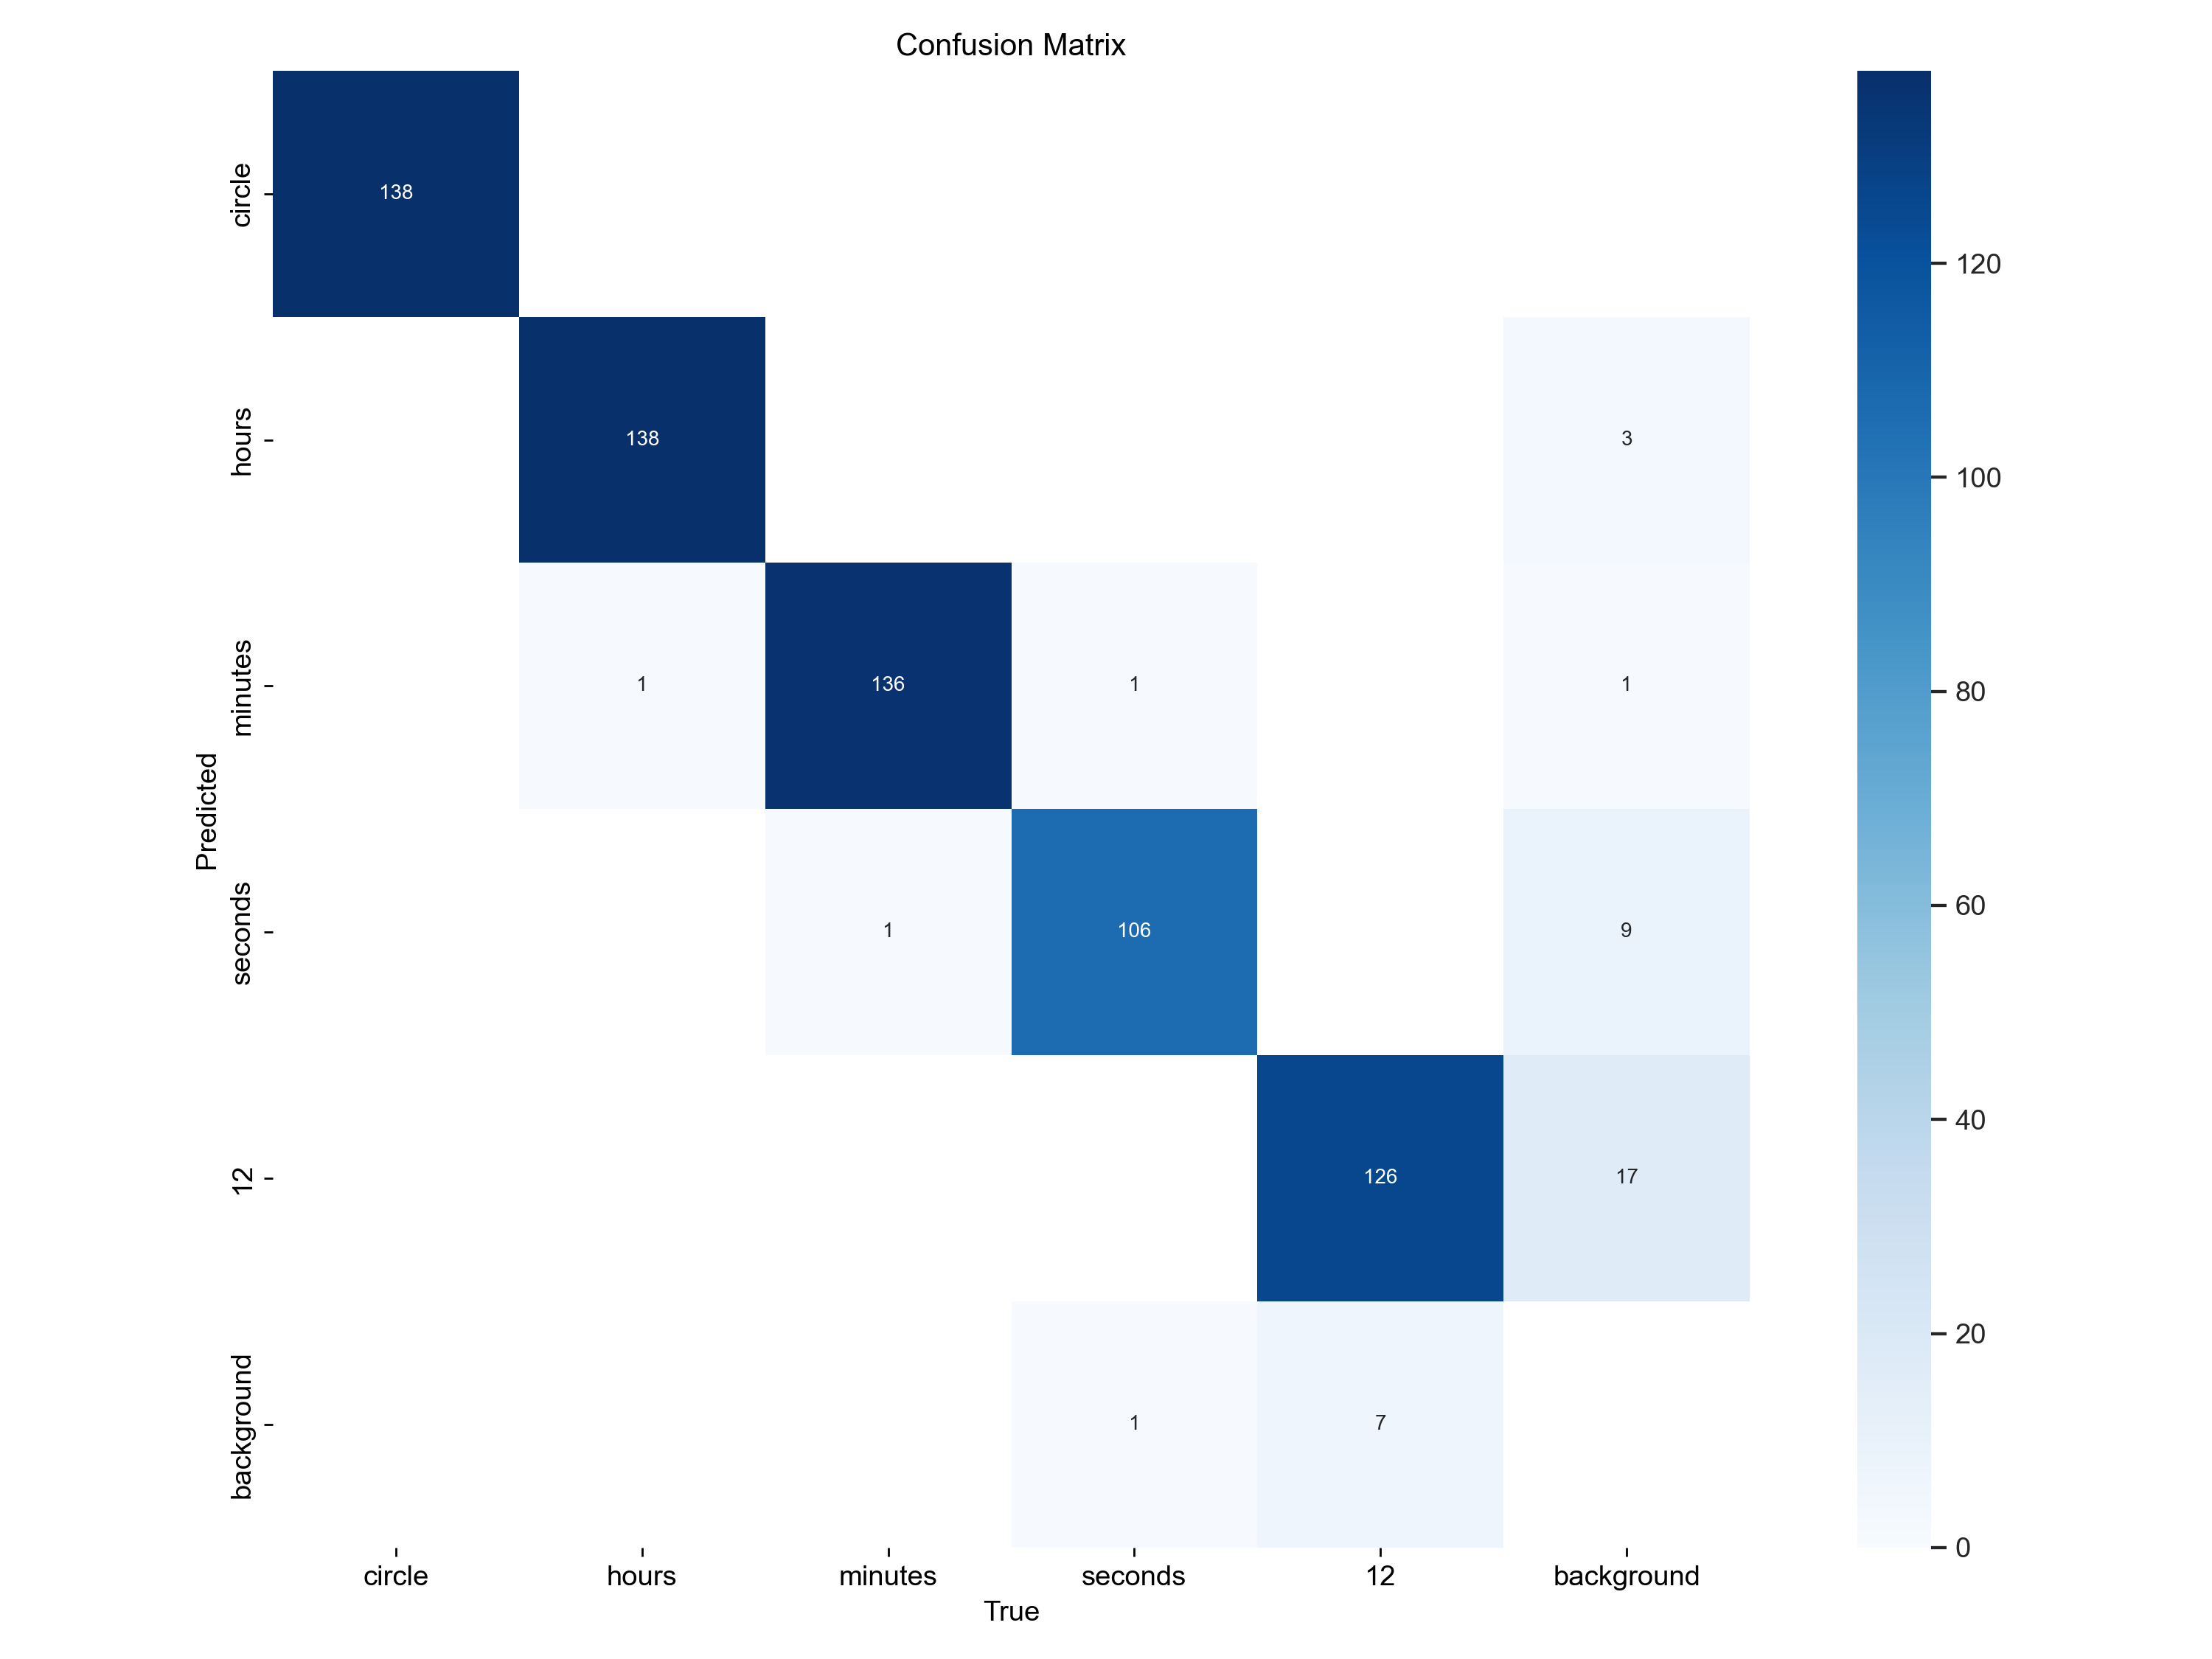 Confusion Matrix
Predicted
circle
138
hours
138
3
minutes
1
136
1
1
seconds
1
106
9
12
126
17
background
1
7
circle
hours
minutes
seconds
12
background
True
120
100
80
60
40
20
0